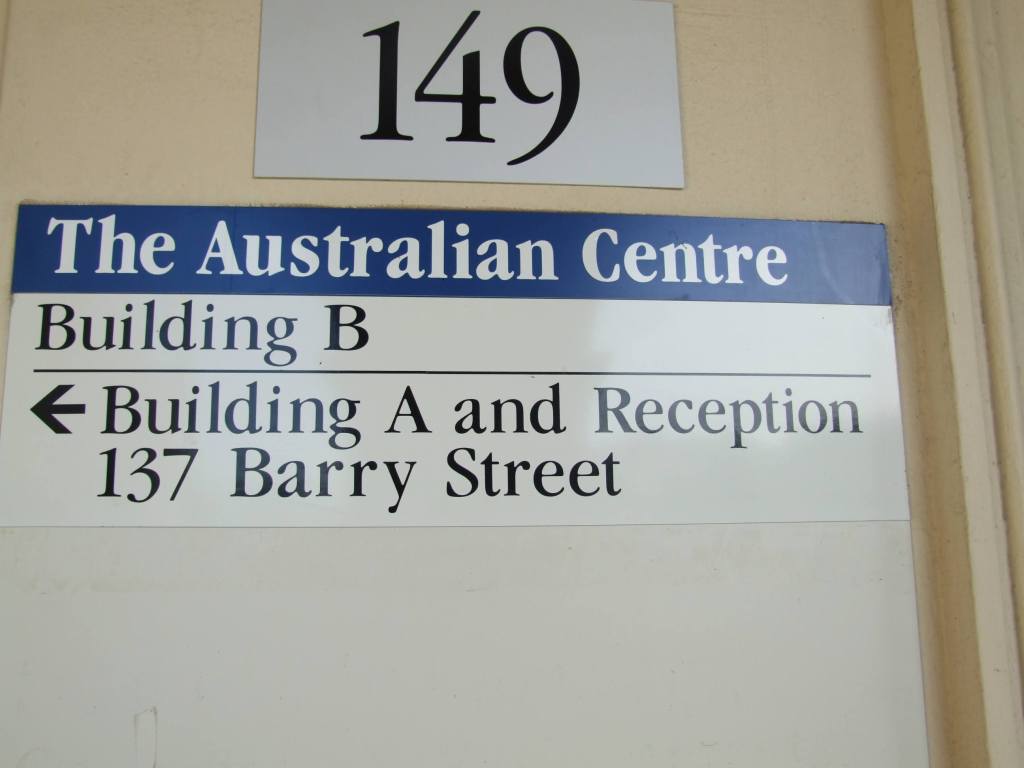 149
The Australian Centre
Building B
← Building A and Reception
137 Barry Street